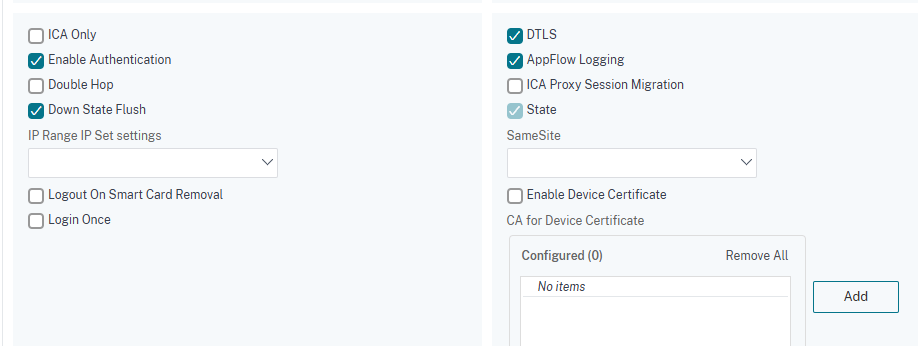 ICA Only
Enable Authentication
Double Hop
Down State Flush
IP Range IP Set settings
Logout On Smart Card Removal
Login Once
DTLS
AppFlow Logging
ICA Proxy Session Migration
State
SameSite
Enable Device Certificate
CA for Device Certificate
Configured (0)
Remove All
No items
Add